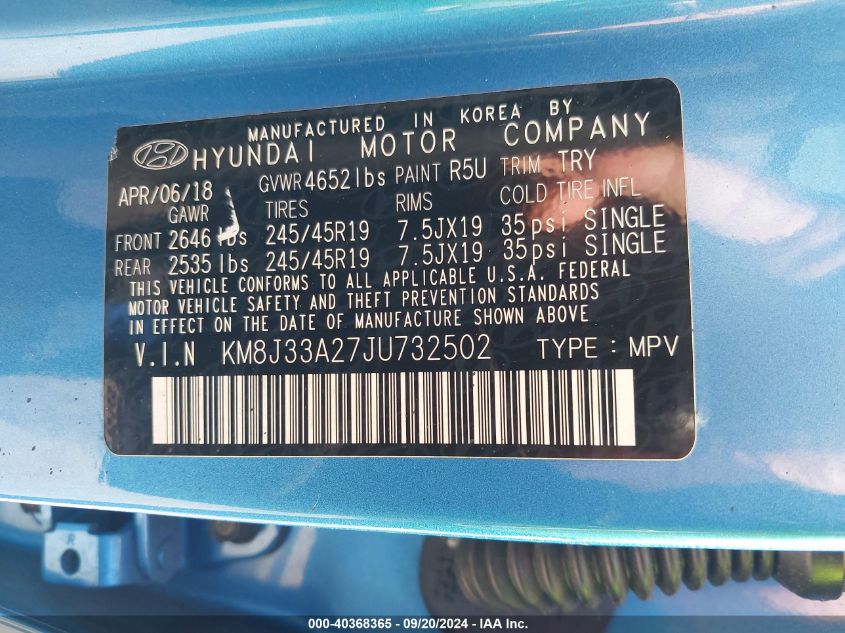 MANUFACTURED IN KOREA BY
HYUNDAI MOTOR COMPANY
APR/06/18 GVWR 4652lbs PAINT R5U TRIM TRY
GAWR TIRES RIMS COLD TIRE INFL
FRONT 2646 lbs 245/45R19 7.5JX19 35psi SINGLE
REAR 2535 lbs 245/45R19 7.5JX19 35psi SINGLE
THIS VEHICLE CONFORMS TO ALL APPLICABLE U.S.A. FEDERAL
MOTOR VEHICLE SAFETY AND THEFT PREVENTION STANDARDS
IN EFFECT ON THE DATE OF MANUFACTURE SHOWN ABOVE
V.I.N KM8J33A27JU732502 TYPE : MPV
R
000-40368365 - 09/20/2024 - IAA Inc.